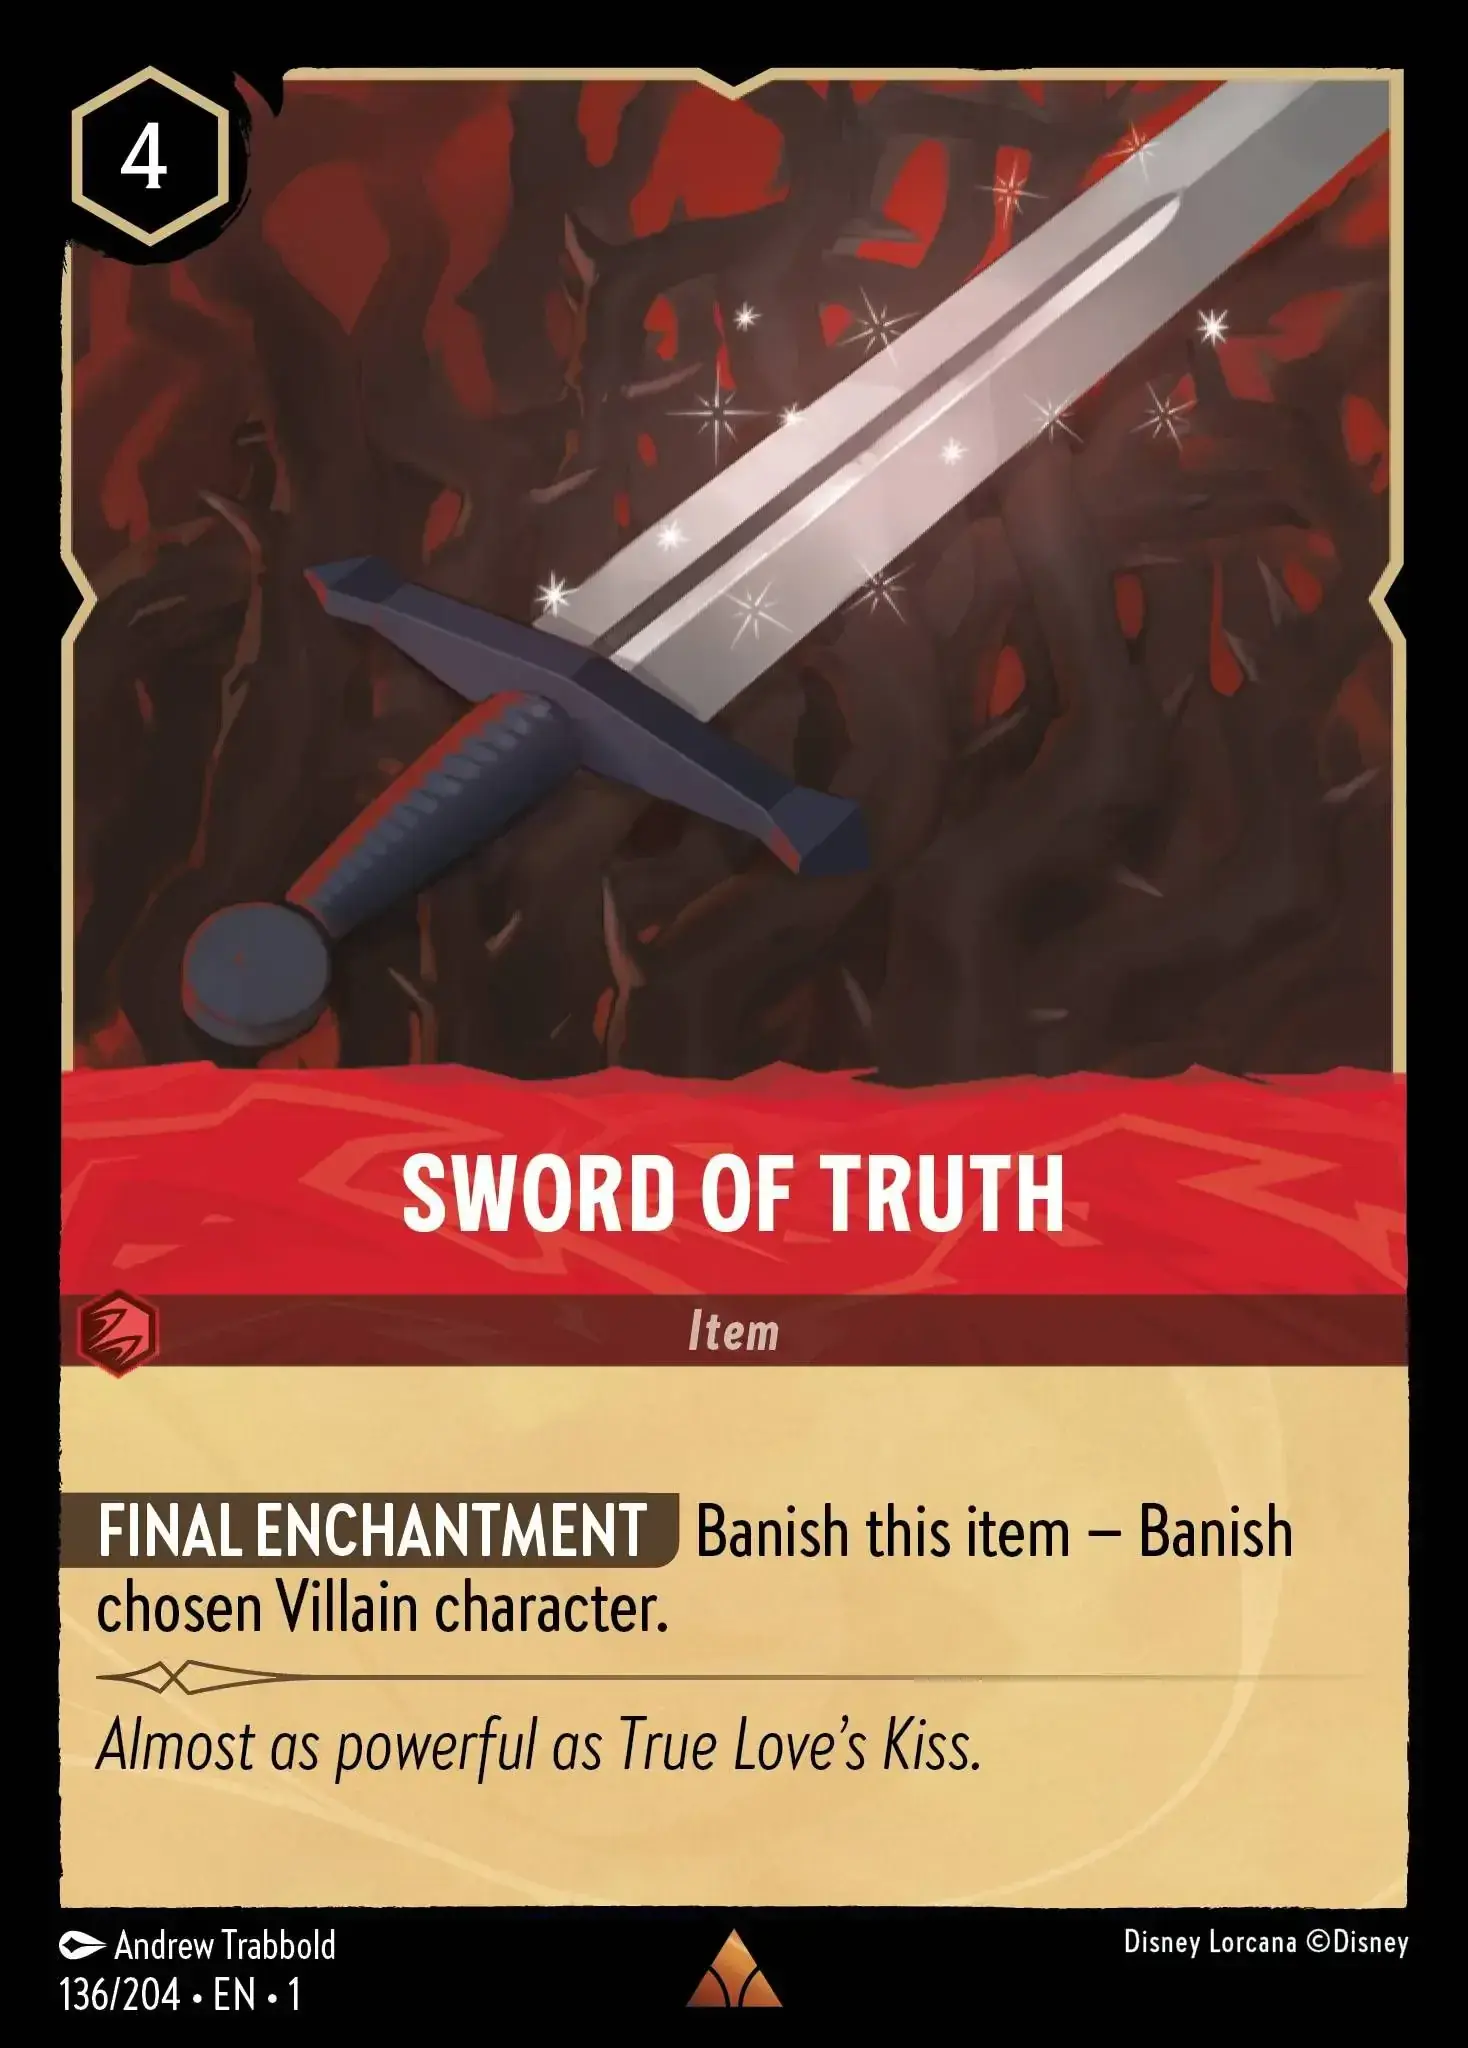 4
SWORD OF TRUTH
Item
FINAL ENCHANTMENT Banish this item – Banish
chosen Villain character.
Almost as powerful as True Love’s Kiss.
Andrew Trabbold
Disney Lorcana ©Disney
136/204 • EN • 1